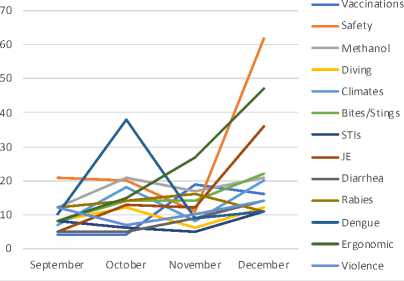 70
60
50
40
30
20
10
0
September October November December
Vaccinations
Safety
Methanol
Diving
Climates
Bites/Stings
STIs
JE
Diarrhea
Rabies
Dengue
Ergonomic
Violence